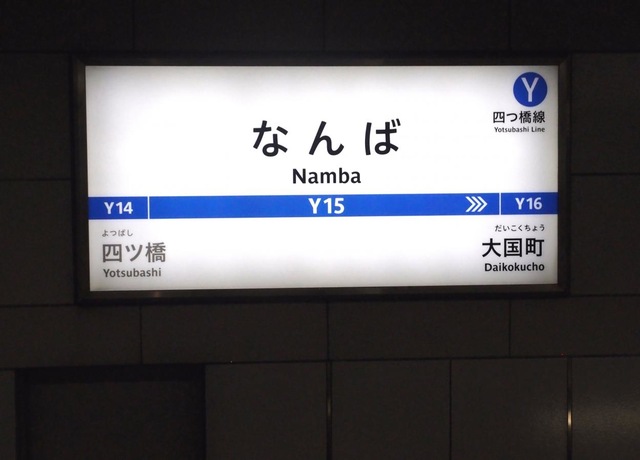 Y
四つ橋線
Yotsubashi Line
なんば
Namba
Y14
Y15
Y16
よつばし
四ツ橋
Yotsubashi
だいこくちょう
大国町
Daikokucho